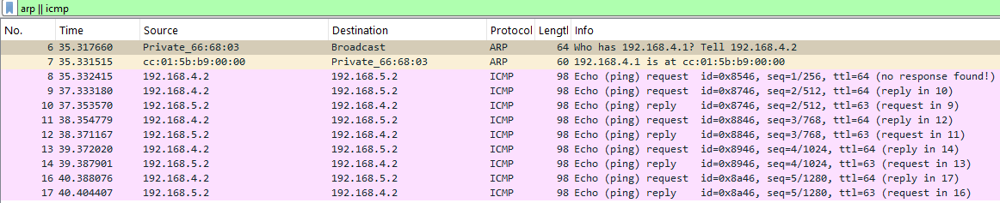 arp || icmp
No. Time Source Destination Protocol Lengtl Info
6 35.317660 Private_66:68:03 Broadcast ARP 64 Who has 192.168.4.1? Tell 192.168.4.2
7 35.331515 cc:01:5b:b9:00:00 Private_66:68:03 ARP 60 192.168.4.1 is at cc:01:5b:b9:00:00
8 35.332415 192.168.4.2 192.168.5.2 ICMP 98 Echo (ping) request id=0x8546, seq=1/256, ttl=64 (no response found!)
9 37.333180 192.168.4.2 192.168.5.2 ICMP 98 Echo (ping) request id=0x8746, seq=2/512, ttl=64 (reply in 10)
10 37.353570 192.168.5.2 192.168.4.2 ICMP 98 Echo (ping) reply id=0x8746, seq=2/512, ttl=63 (request in 9)
11 38.354779 192.168.4.2 192.168.5.2 ICMP 98 Echo (ping) request id=0x8846, seq=3/768, ttl=64 (reply in 12)
12 38.371167 192.168.5.2 192.168.4.2 ICMP 98 Echo (ping) reply id=0x8846, seq=3/768, ttl=63 (request in 11)
13 39.372020 192.168.4.2 192.168.5.2 ICMP 98 Echo (ping) request id=0x8946, seq=4/1024, ttl=64 (reply in 14)
14 39.387901 192.168.5.2 192.168.4.2 ICMP 98 Echo (ping) reply id=0x8946, seq=4/1024, ttl=63 (request in 13)
16 40.388076 192.168.4.2 192.168.5.2 ICMP 98 Echo (ping) request id=0x8a46, seq=5/1280, ttl=64 (reply in 17)
17 40.404407 192.168.5.2 192.168.4.2 ICMP 98 Echo (ping) reply id=0x8a46, seq=5/1280, ttl=63 (request in 16)